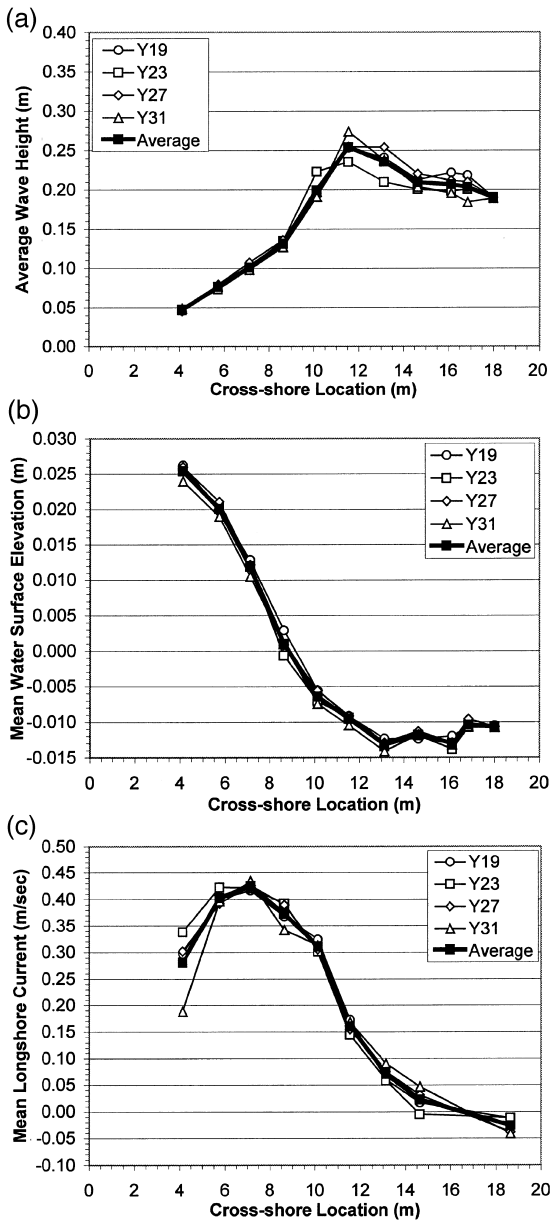 (a)
0.40
0.35
0.30
0.25
0.20
0.15
0.10
0.05
0.00
Average Wave Height (m)
Y19
Y23
Y27
Y31
Average
0 2 4 6 8 10 12 14 16 18 20
Cross-shore Location (m)
(b)
0.030
0.025
0.020
0.015
0.010
0.005
0.000
-0.005
-0.010
-0.015
Mean Water Surface Elevation (m)
Y19
Y23
Y27
Y31
Average
0 2 4 6 8 10 12 14 16 18 20
Cross-shore Location (m)
(c)
0.50
0.45
0.40
0.35
0.30
0.25
0.20
0.15
0.10
0.05
0.00
-0.05
-0.10
Mean Longshore Current (m/sec)
Y19
Y23
Y27
Y31
Average
0 2 4 6 8 10 12 14 16 18 20
Cross-shore Location (m)